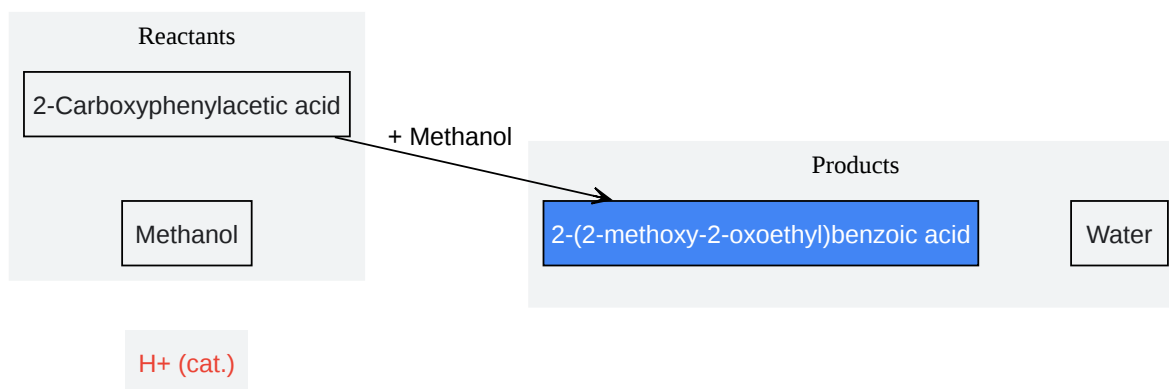 Reactants
2-Carboxyphenylacetic acid
+ Methanol
Products
Methanol
2-(2-methoxy-2-oxoethyl)benzoic acid
Water
H+ (cat.)